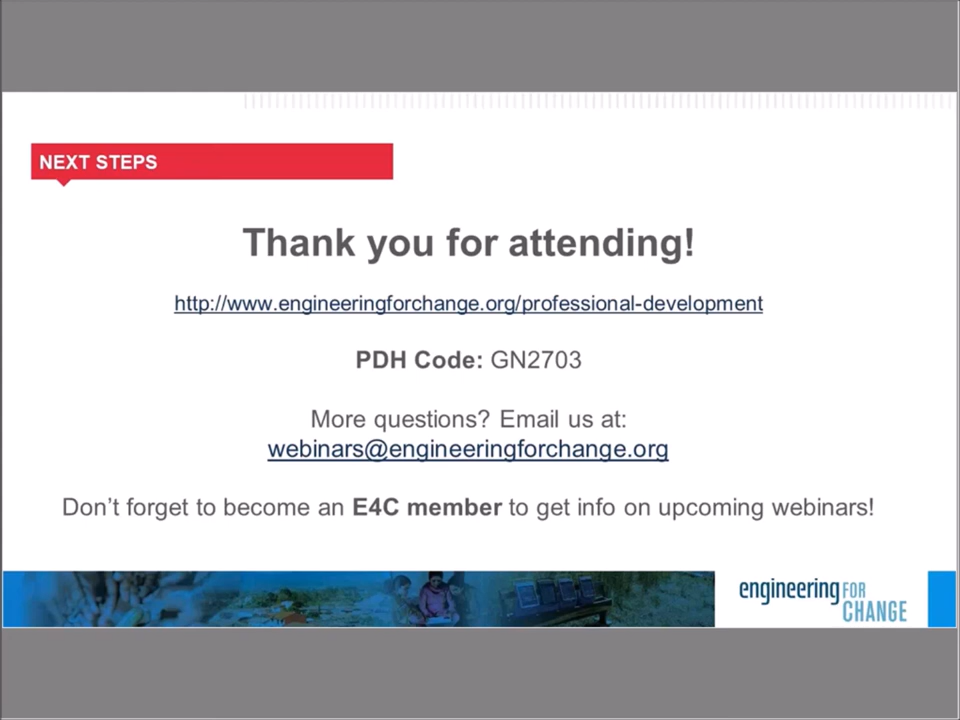 NEXT STEPS
Thank you for attending!
http://www.engineeringforchange.org/professional-development
PDH Code: GN2703
More questions? Email us at:
webinars@engineeringforchange.org
Don’t forget to become an E4C member to get info on upcoming webinars!
engineering FOR
CHANGE